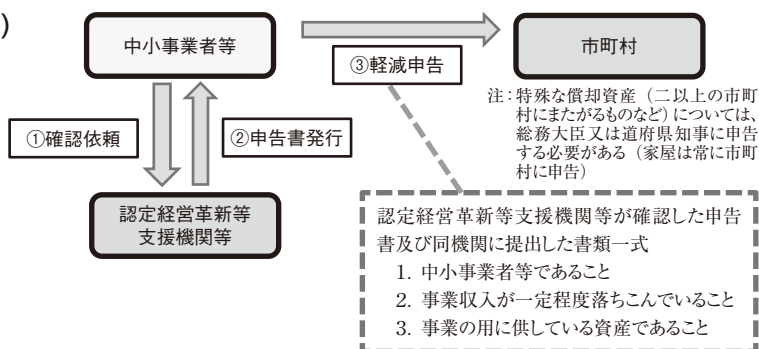 )
中小事業者等
市町村
③軽減申告
①確認依頼
②申告書発行
注：特殊な償却資産（二以上の市町
村にまたがるものなど）については、
総務大臣又は道府県知事に申告
する必要がある（家屋は常に市町
村に申告）
認定経営革新等
支援機関等
認定経営革新等支援機関等が確認した申告
書及び同機関に提出した書類一式
1. 中小事業者等であること
2. 事業収入が一定程度落ちこんでいること
3. 事業の用に供している資産であること